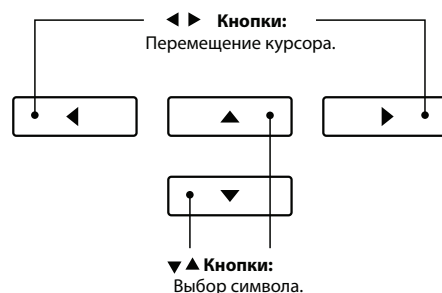 ◀ ▶ Кнопки:
Перемещение курсора.
▼ ▲ Кнопки:
Выбор символа.